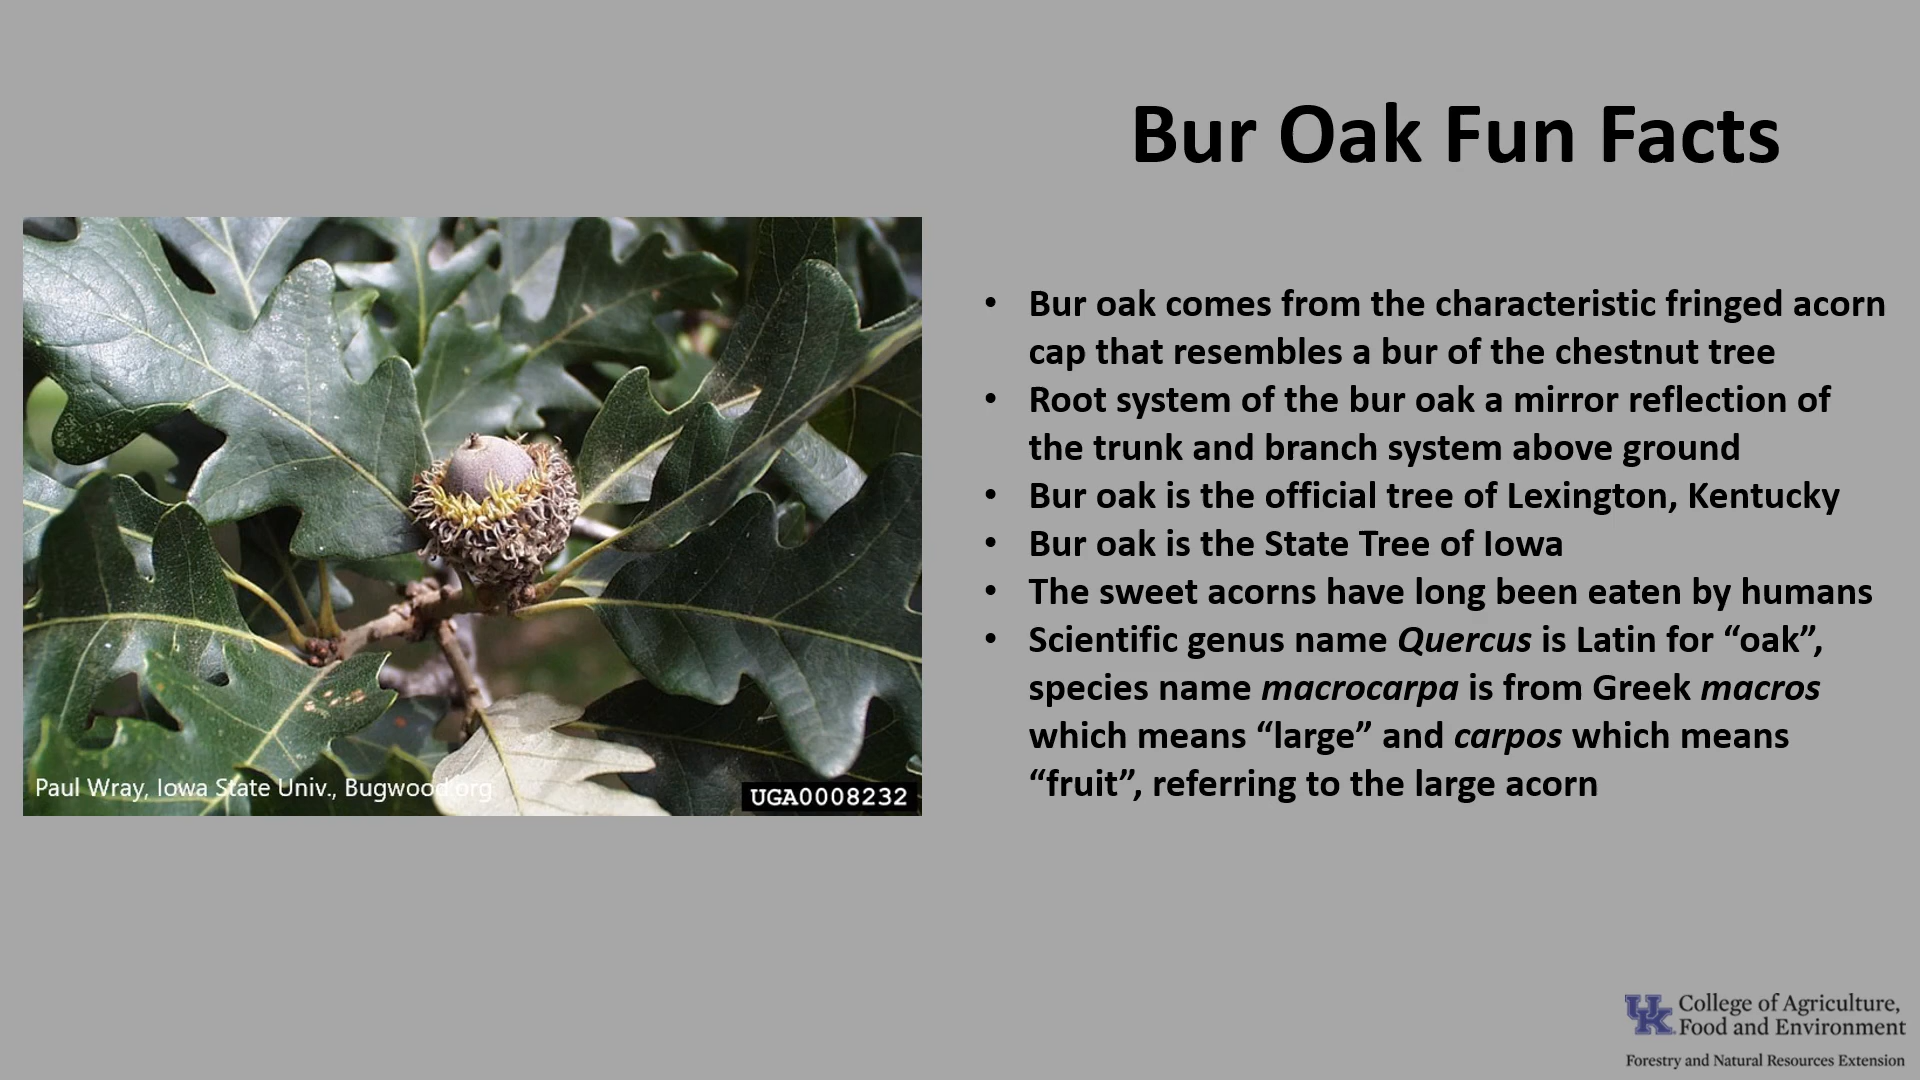 Bur Oak Fun Facts
• Bur oak comes from the characteristic fringed acorn
cap that resembles a bur of the chestnut tree
• Root system of the bur oak a mirror reflection of
the trunk and branch system above ground
• Bur oak is the official tree of Lexington, Kentucky
• Bur oak is the State Tree of Iowa
• The sweet acorns have long been eaten by humans
• Scientific genus name Quercus is Latin for “oak”,
species name macrocarpa is from Greek macros
which means “large” and carpos which means
“fruit”, referring to the large acorn
Paul Wray, Iowa State Univ., Bugwood.org
UGA0008232
UK College of Agriculture,
Food and Environment
Forestry and Natural Resources Extension